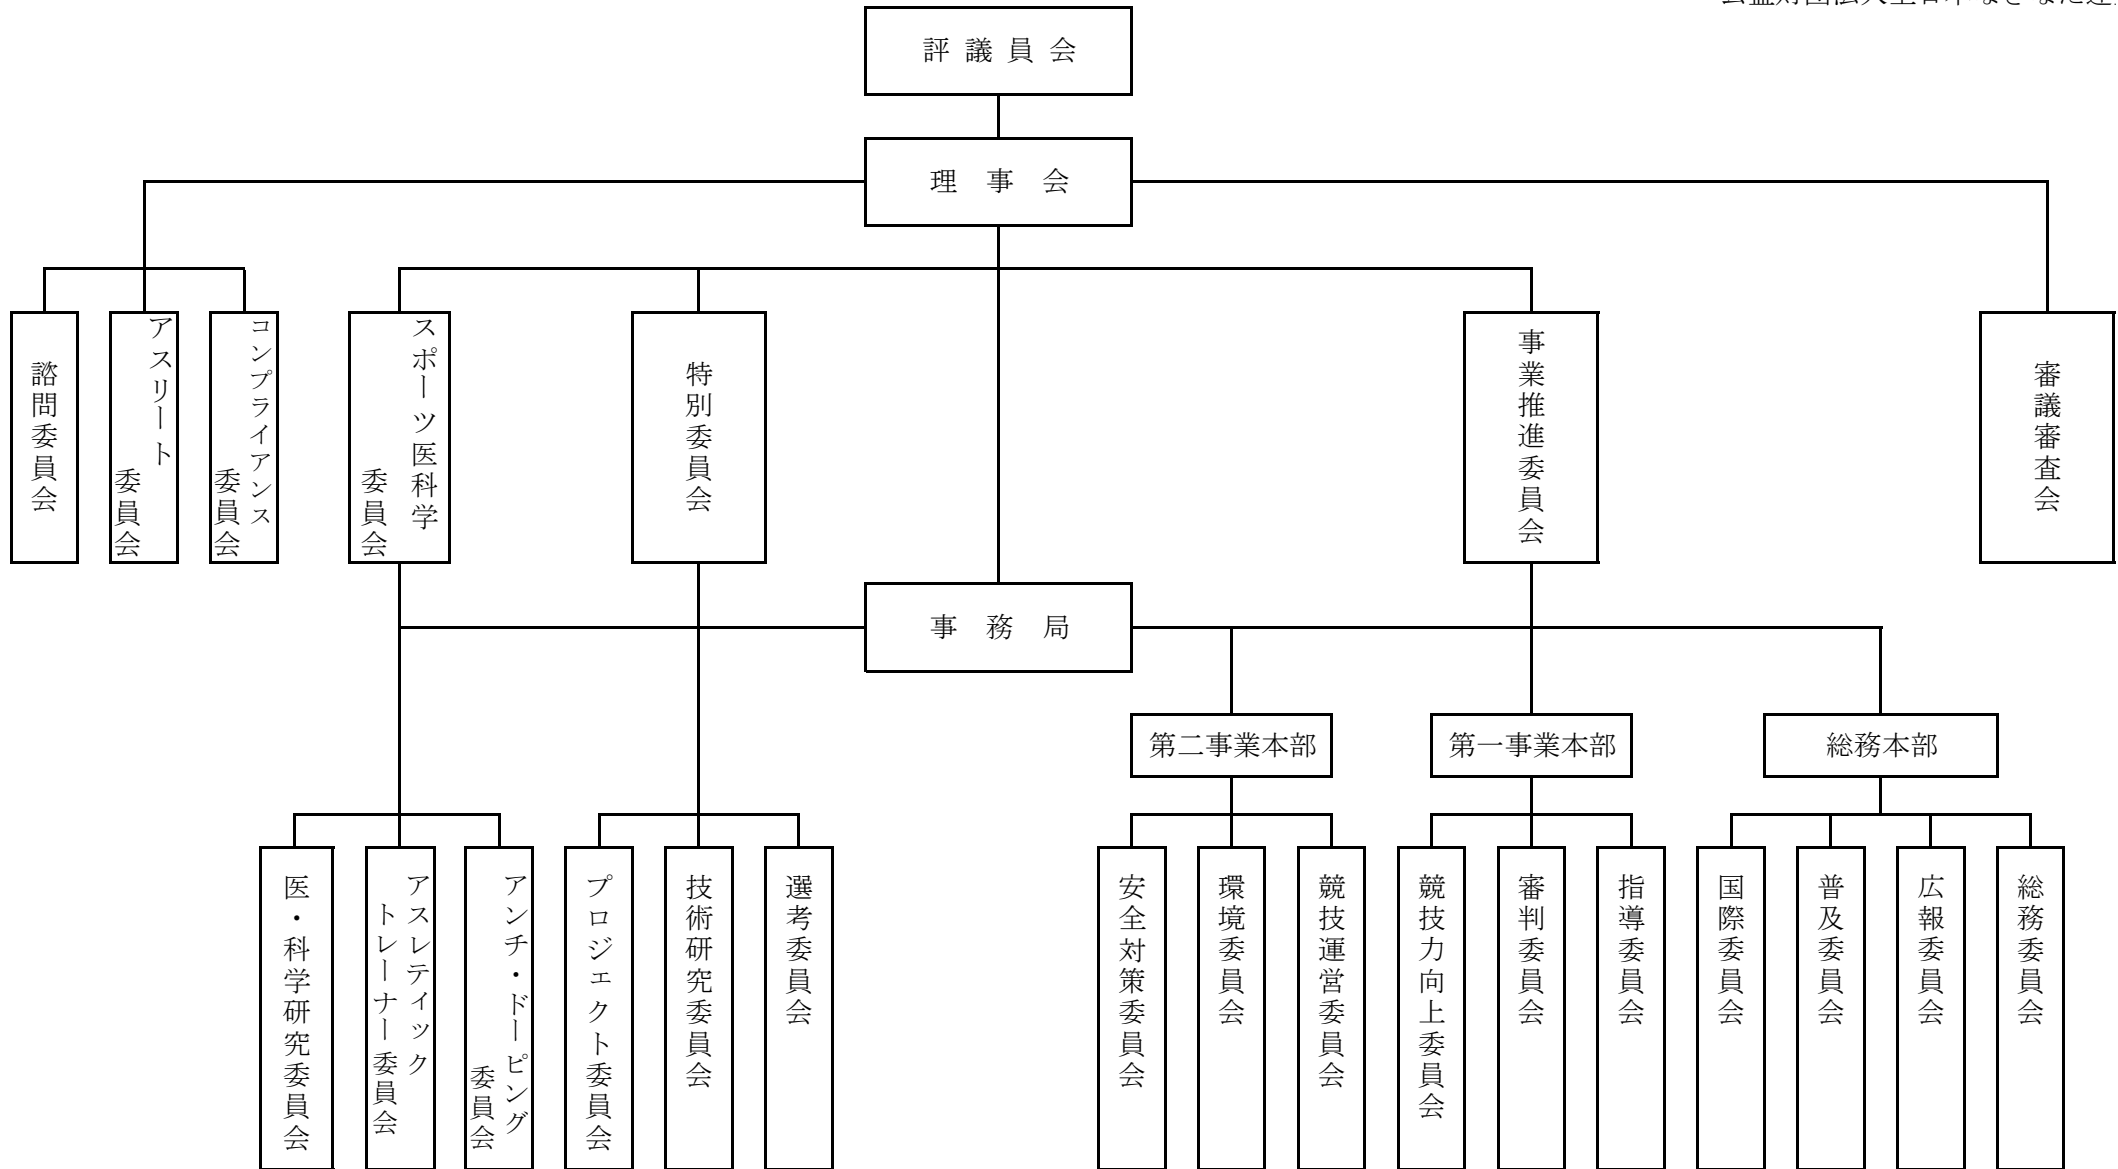 評議員会
理事会
諮問委員会
アスリート
委員会
コンプライアンス
委員会
スポーツ医科学
委員会
特別委員会
事業推進委員会
審議審査会
事務局
第二事業本部
第一事業本部
総務本部
医・科学研究委員会
アスレティック
トレーナー委員会
アンチ・ドーピング
委員会
プロジェクト委員会
技術研究委員会
選考委員会
安全対策委員会
環境委員会
競技運営委員会
競技力向上委員会
審判委員会
指導委員会
国際委員会
普及委員会
広報委員会
総務委員会